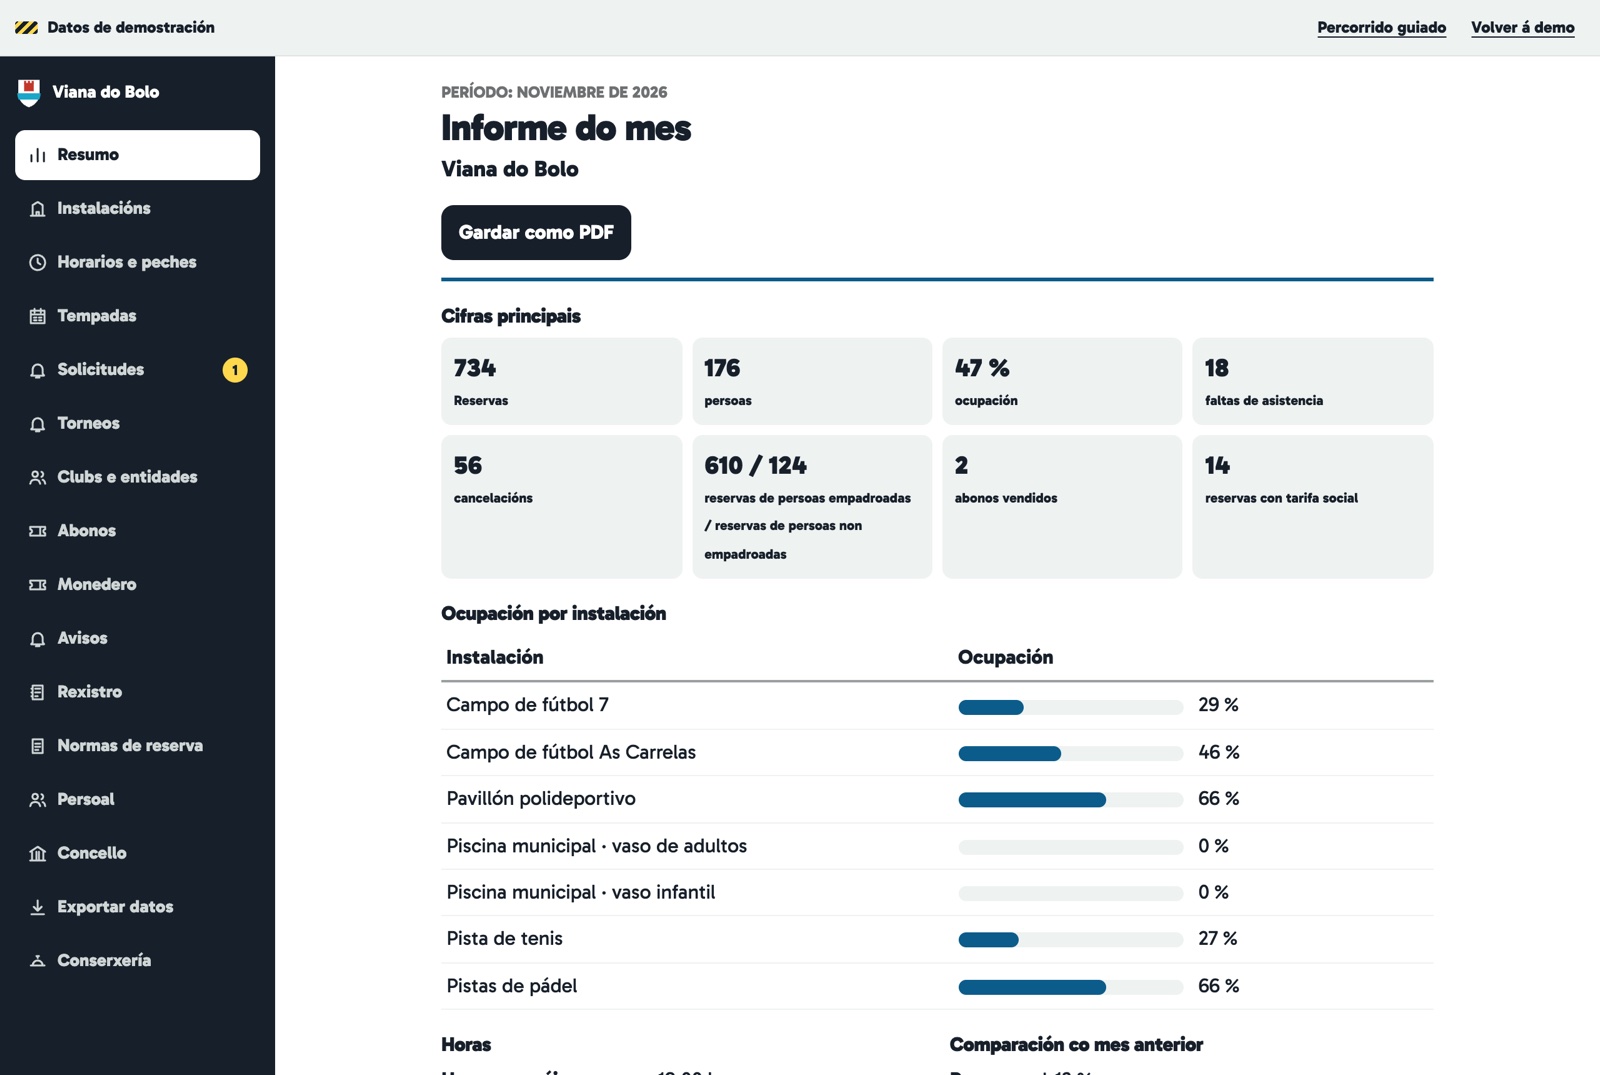 Datos de demostración
Percorrido guiado
Volver á demo
Viana do Bolo
Resumo
Instalacións
Horarios e peches
Tempadas
Solicitudes
1
Torneos
Clubs e entidades
Abonos
Monedero
Avisos
Rexistro
Normas de reserva
Persoal
Concello
Exportar datos
Conserxería
PERÍODO: NOVIEMBRE DE 2026
Informe do mes
Viana do Bolo
Gardar como PDF
Cifras principais
734
Reservas
176
persoas
47 %
ocupación
18
faltas de asistencia
56
cancelacións
610 / 124
reservas de persoas empadroadas
/ reservas de persoas non
empadroadas
2
abonos vendidos
14
reservas con tarifa social
Ocupación por instalación
Instalación Ocupación
Campo de fútbol 7 29 %
Campo de fútbol As Carrelas 46 %
Pavillón polideportivo 66 %
Piscina municipal · vaso de adultos 0 %
Piscina municipal · vaso infantil 0 %
Pista de tenis 27 %
Pistas de pádel 66 %
Horas
Comparación co mes anterior